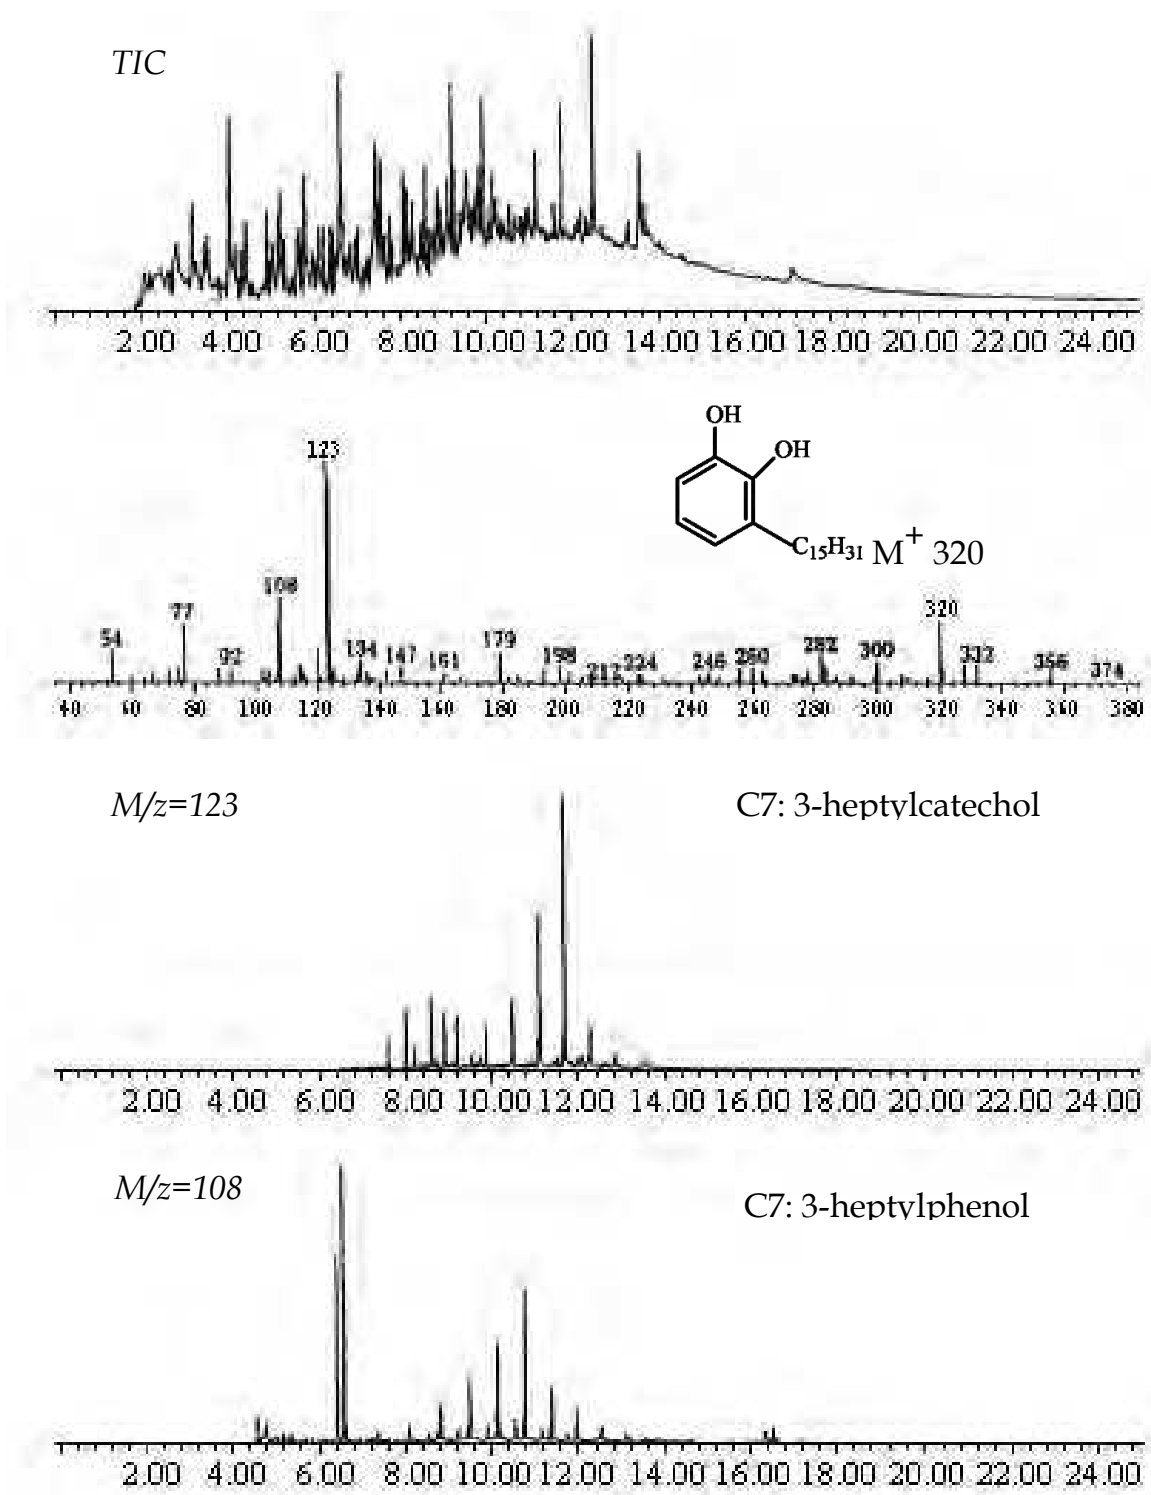 TIC
2.00 4.00 6.00 8.00 10.00 12.00 14.00 16.00 18.00 20.00 22.00 24.00
OH
OH
C₁₅H₃₁ M⁺ 320
123
108
77
54
92
134
147
161
179
198
212
224
246
260
282
300
320
332
356
374
40 60 80 100 120 140 160 180 200 220 240 260 280 300 320 340 360 380
M/z=123
C7: 3-heptylcatechol
2.00 4.00 6.00 8.00 10.00 12.00 14.00 16.00 18.00 20.00 22.00 24.00
M/z=108
C7: 3-heptylphenol
2.00 4.00 6.00 8.00 10.00 12.00 14.00 16.00 18.00 20.00 22.00 24.00